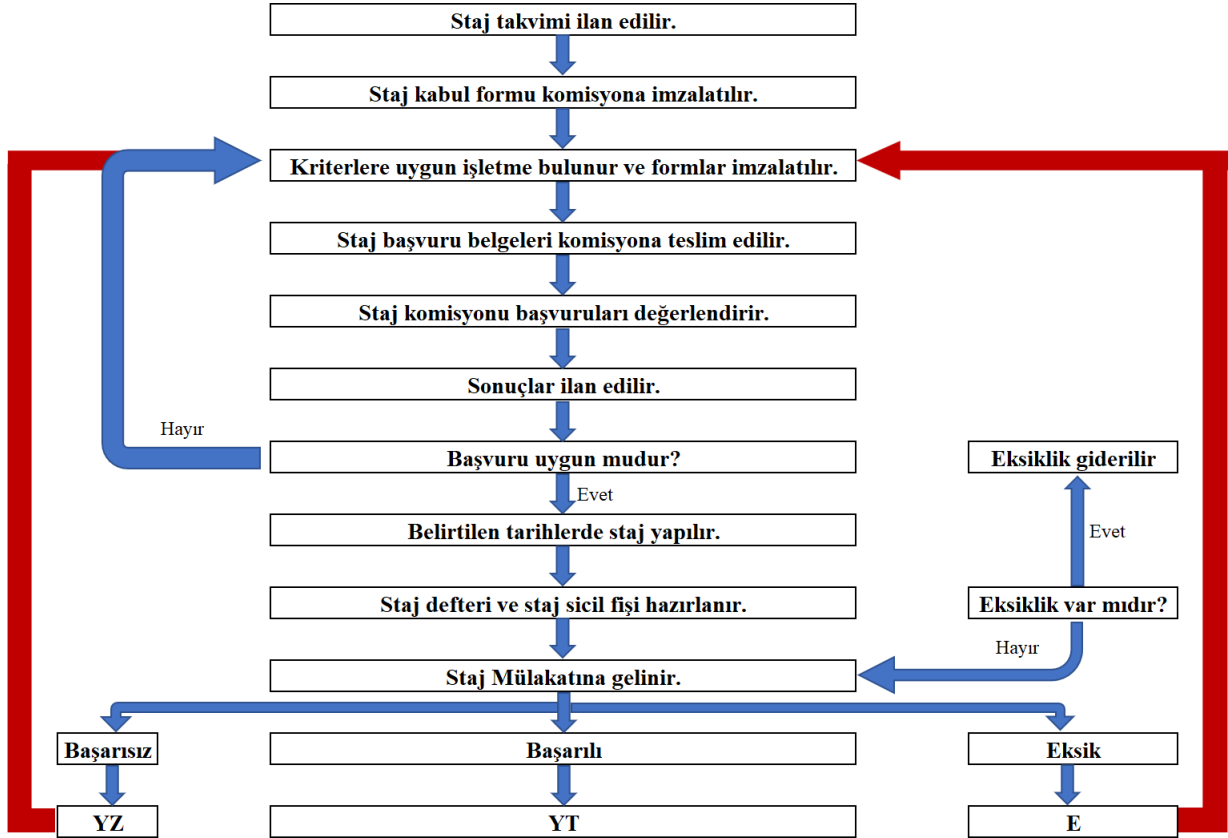 Staj takvimi ilan edilir.
Staj kabul formu komisyona imzalatılır.
Kriterlere uygun işletme bulunur ve formlar imzalatılır.
Staj başvuru belgeleri komisyona teslim edilir.
Staj komisyonu başvuruları değerlendirir.
Sonuçlar ilan edilir.
Hayır
Başvuru uygun mudur?
Eksiklik giderilir
Evet
Belirtilen tarihlerde staj yapılır.
Evet
Staj defteri ve staj sicil fişi hazırlanır.
Eksiklik var mıdır?
Hayır
Staj Mülakatına gelinir.
Başarısız
Başarılı
Eksik
YZ
YT
E